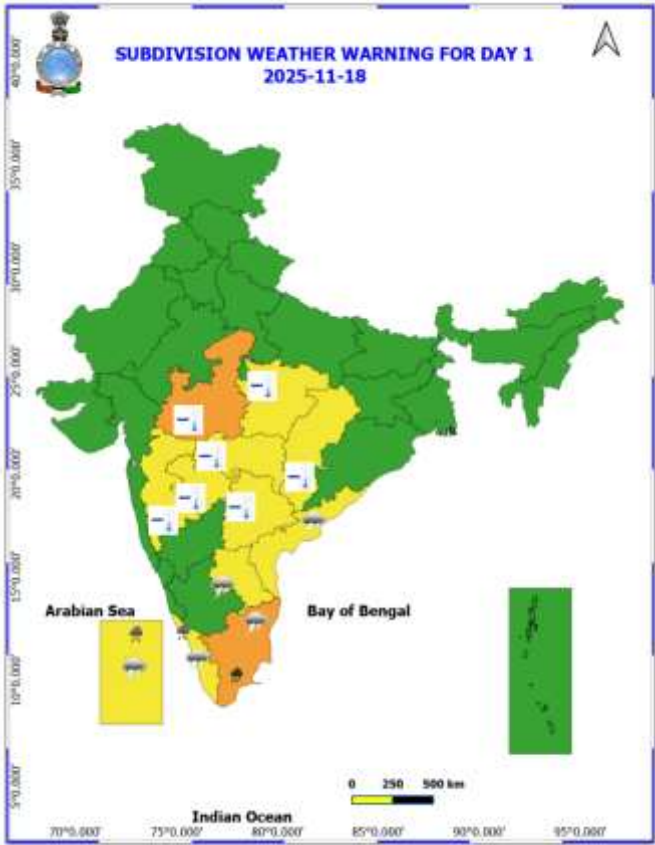 SUBDIVISION WEATHER WARNING FOR DAY 1
2025-11-18
40°0.000'
35°0.000'
30°0.000'
25°0.000'
20°0.000'
15°0.000'
10°0.000'
5°0.000'
Arabian Sea
Bay of Bengal
0 250 500 km
Indian Ocean
70°0.000' 75°0.000' 80°0.000' 85°0.000' 90°0.000' 95°0.000'